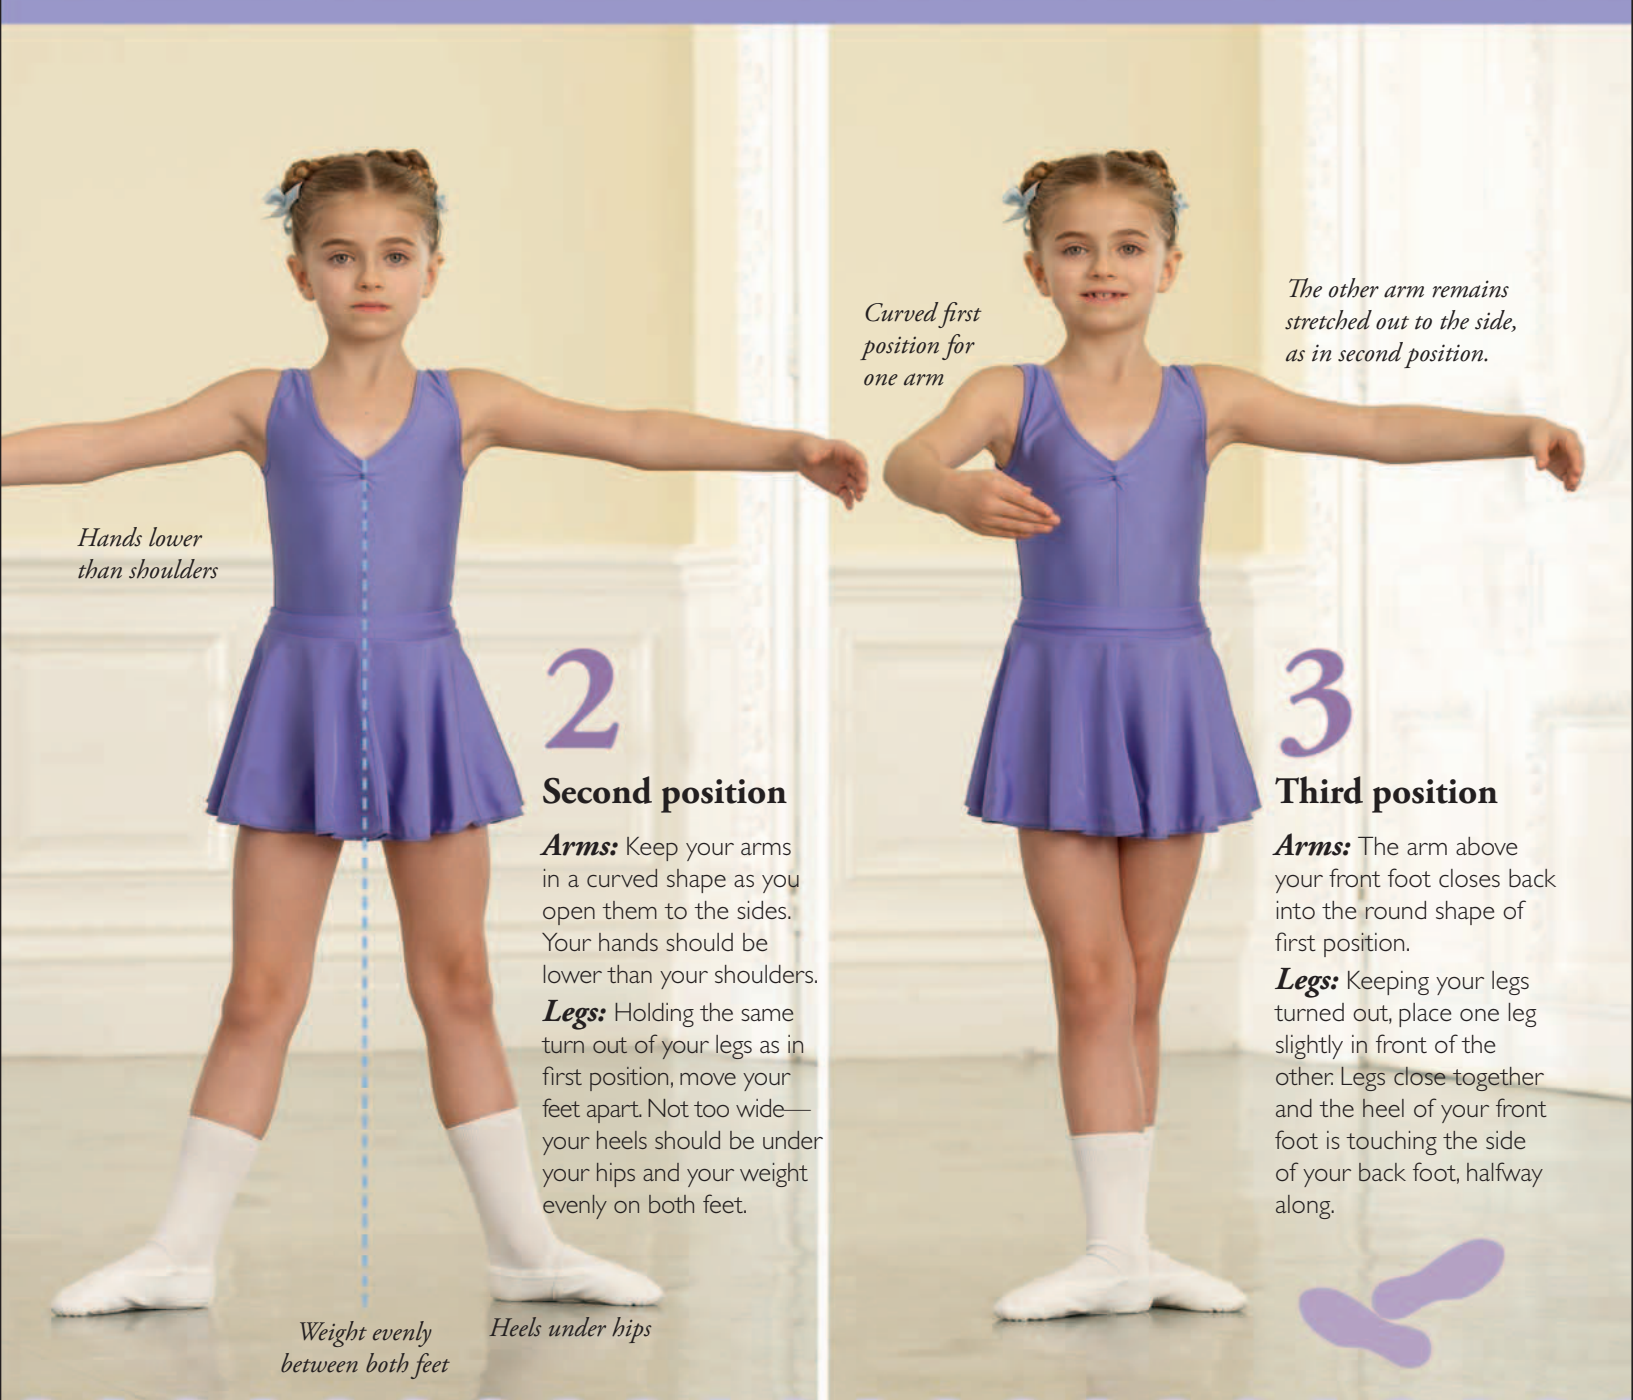 Hands lower
than shoulders
2
Second position
Arms: Keep your arms
in a curved shape as you
open them to the sides.
Your hands should be
lower than your shoulders.
Legs: Holding the same
turn out of your legs as in
first position, move your
feet apart. Not too wide—
your heels should be under
your hips and your weight
evenly on both feet.
Weight evenly
between both feet
Heels under hips
Curved first
position for
one arm
The other arm remains
stretched out to the side,
as in second position.
3
Third position
Arms: The arm above
your front foot closes back
into the round shape of
first position.
Legs: Keeping your legs
turned out, place one leg
slightly in front of the
other. Legs close together
and the heel of your front
foot is touching the side
of your back foot, halfway
along.